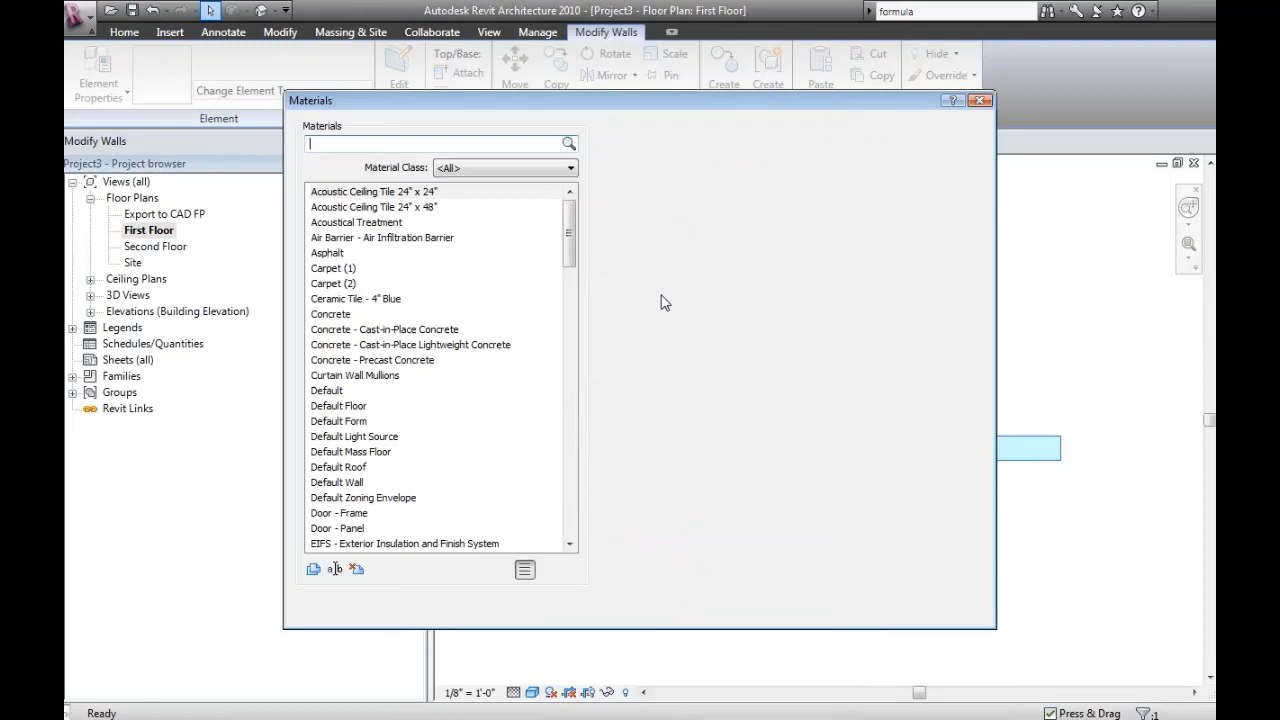 Autodesk Revit Architecture 2010 - [Project3 - Floor Plan: First Floor]
formula
Home Insert Annotate Modify Massing & Site Collaborate View Manage Modify Walls
Element
Properties
Change Element T
Edit
Top/Base:
Attach
Move
Copy
Rotate
Scale
Mirror
Pin
Create
Create
Paste
Cut
Copy
Hide
Override
Element
Modify Walls
Project3 - Project browser
Views (all)
Floor Plans
Export to CAD FP
First Floor
Second Floor
Site
Ceiling Plans
3D Views
Elevations (Building Elevation)
Legends
Schedules/Quantities
Sheets (all)
Families
Groups
Revit Links
Materials
Materials
Material Class: <All>
Acoustic Ceiling Tile 24" x 24"
Acoustic Ceiling Tile 24" x 48"
Acoustical Treatment
Air Barrier - Air Infiltration Barrier
Asphalt
Carpet (1)
Carpet (2)
Ceramic Tile - 4" Blue
Concrete
Concrete - Cast-in-Place Concrete
Concrete - Cast-in-Place Lightweight Concrete
Concrete - Precast Concrete
Curtain Wall Mullions
Default
Default Floor
Default Form
Default Light Source
Default Mass Floor
Default Roof
Default Wall
Default Zoning Envelope
Door - Frame
Door - Panel
EIFS - Exterior Insulation and Finish System
1/8" = 1'-0"
Ready
Press & Drag
:1